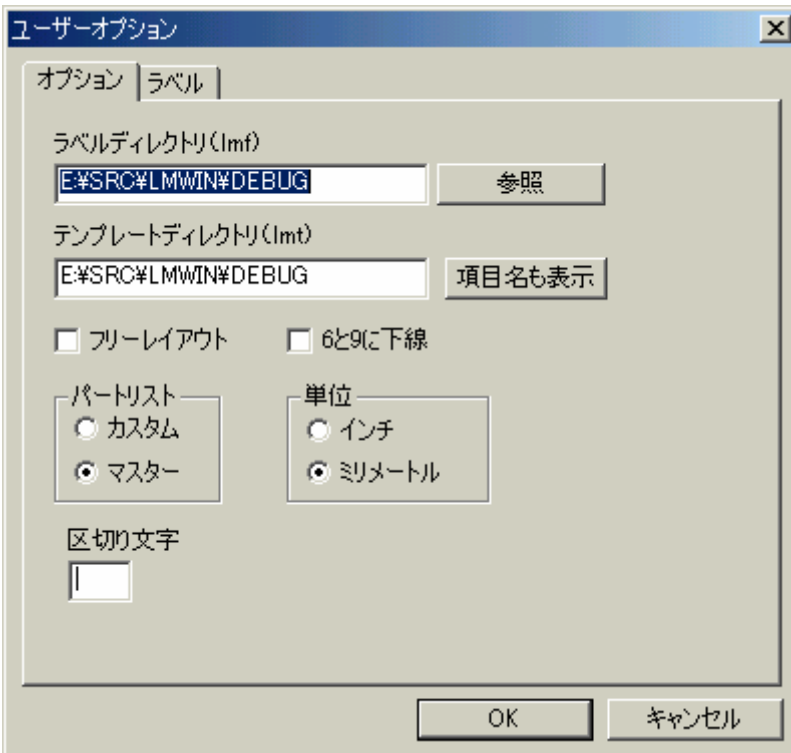 ユーザーオプション
オプション ラベル
ラベルディレクトリ(lmf)
E:¥SRC¥LMWIN¥DEBUG 参照
テンプレートディレクトリ(lmt)
E:¥SRC¥LMWIN¥DEBUG 項目名も表示
フリーレイアウト 6と9に下線
パートリスト 単位
カスタム インチ
マスター ミリメートル
区切り文字
|
OK キャンセル